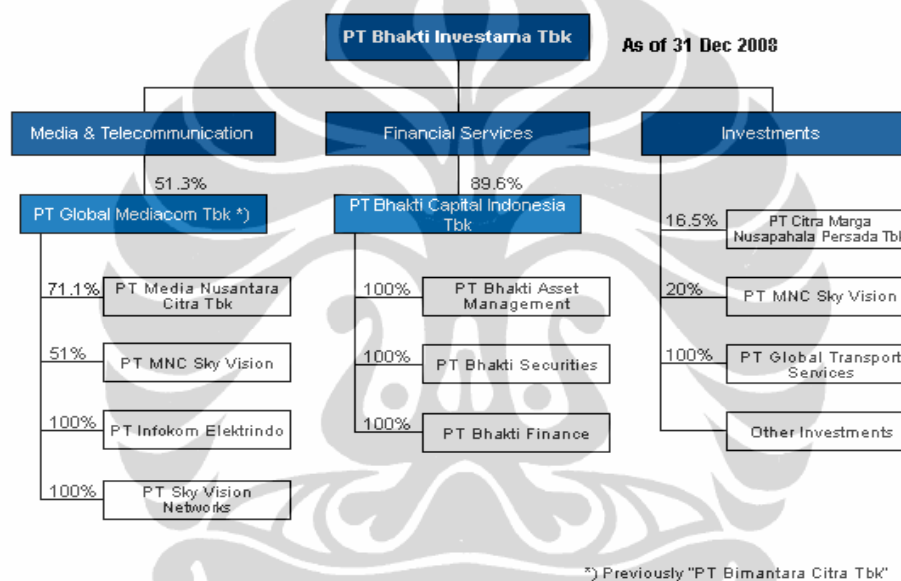 PT Bhakti Investama Tbk
As of 31 Dec 2008
Media & Telecommunication
Financial Services
Investments
51.3%
89.6%
PT Global Mediacom Tbk *)
PT Bhakti Capital Indonesia
Tbk
71.1%
PT Media Nusantara
Citra Tbk
51%
PT MNC Sky Vision
100%
PT Infokom Elektrindo
100%
PT Sky Vision
Networks
100%
PT Bhakti Asset
Management
100%
PT Bhakti Securities
100%
PT Bhakti Finance
16.5%
PT Citra Marga
Nusapahala Persada Tbk
20%
PT MNC Sky Vision
100%
PT Global Transport
Services
Other Investments
*) Previously "PT Bimantara Citra Tbk"